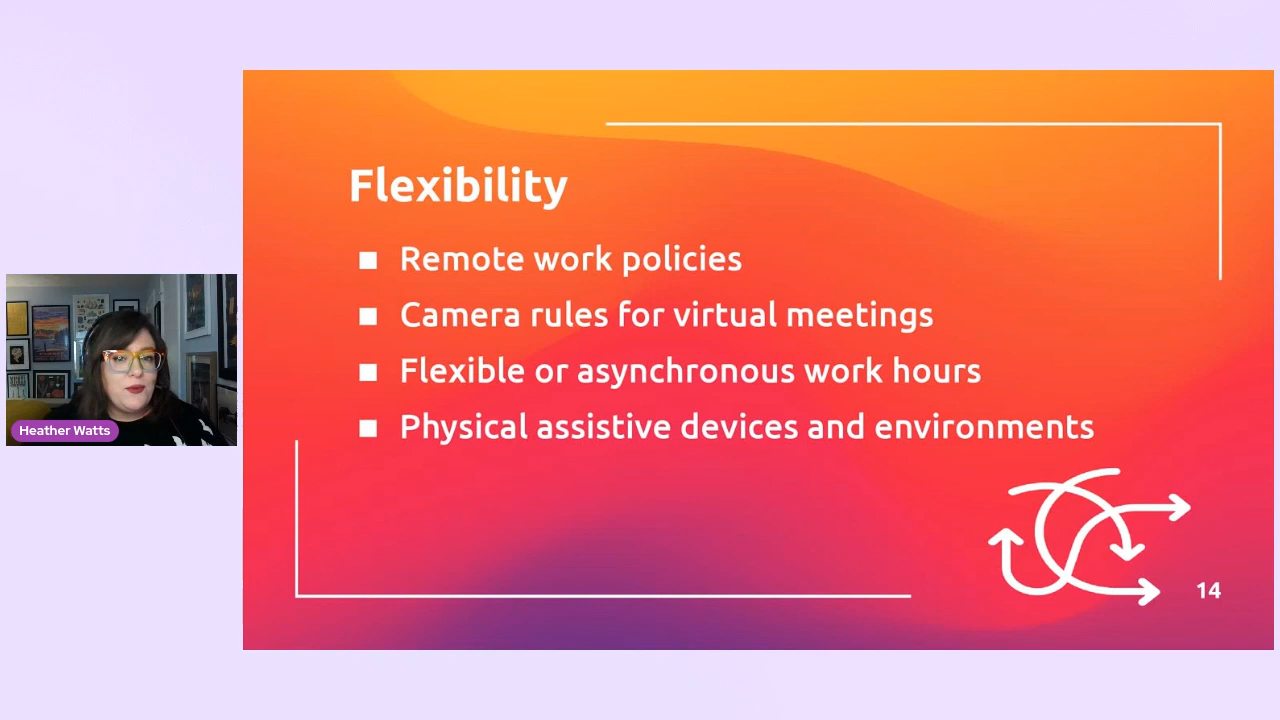 Flexibility
Remote work policies
Camera rules for virtual meetings
Flexible or asynchronous work hours
Physical assistive devices and environments
Heather Watts
14